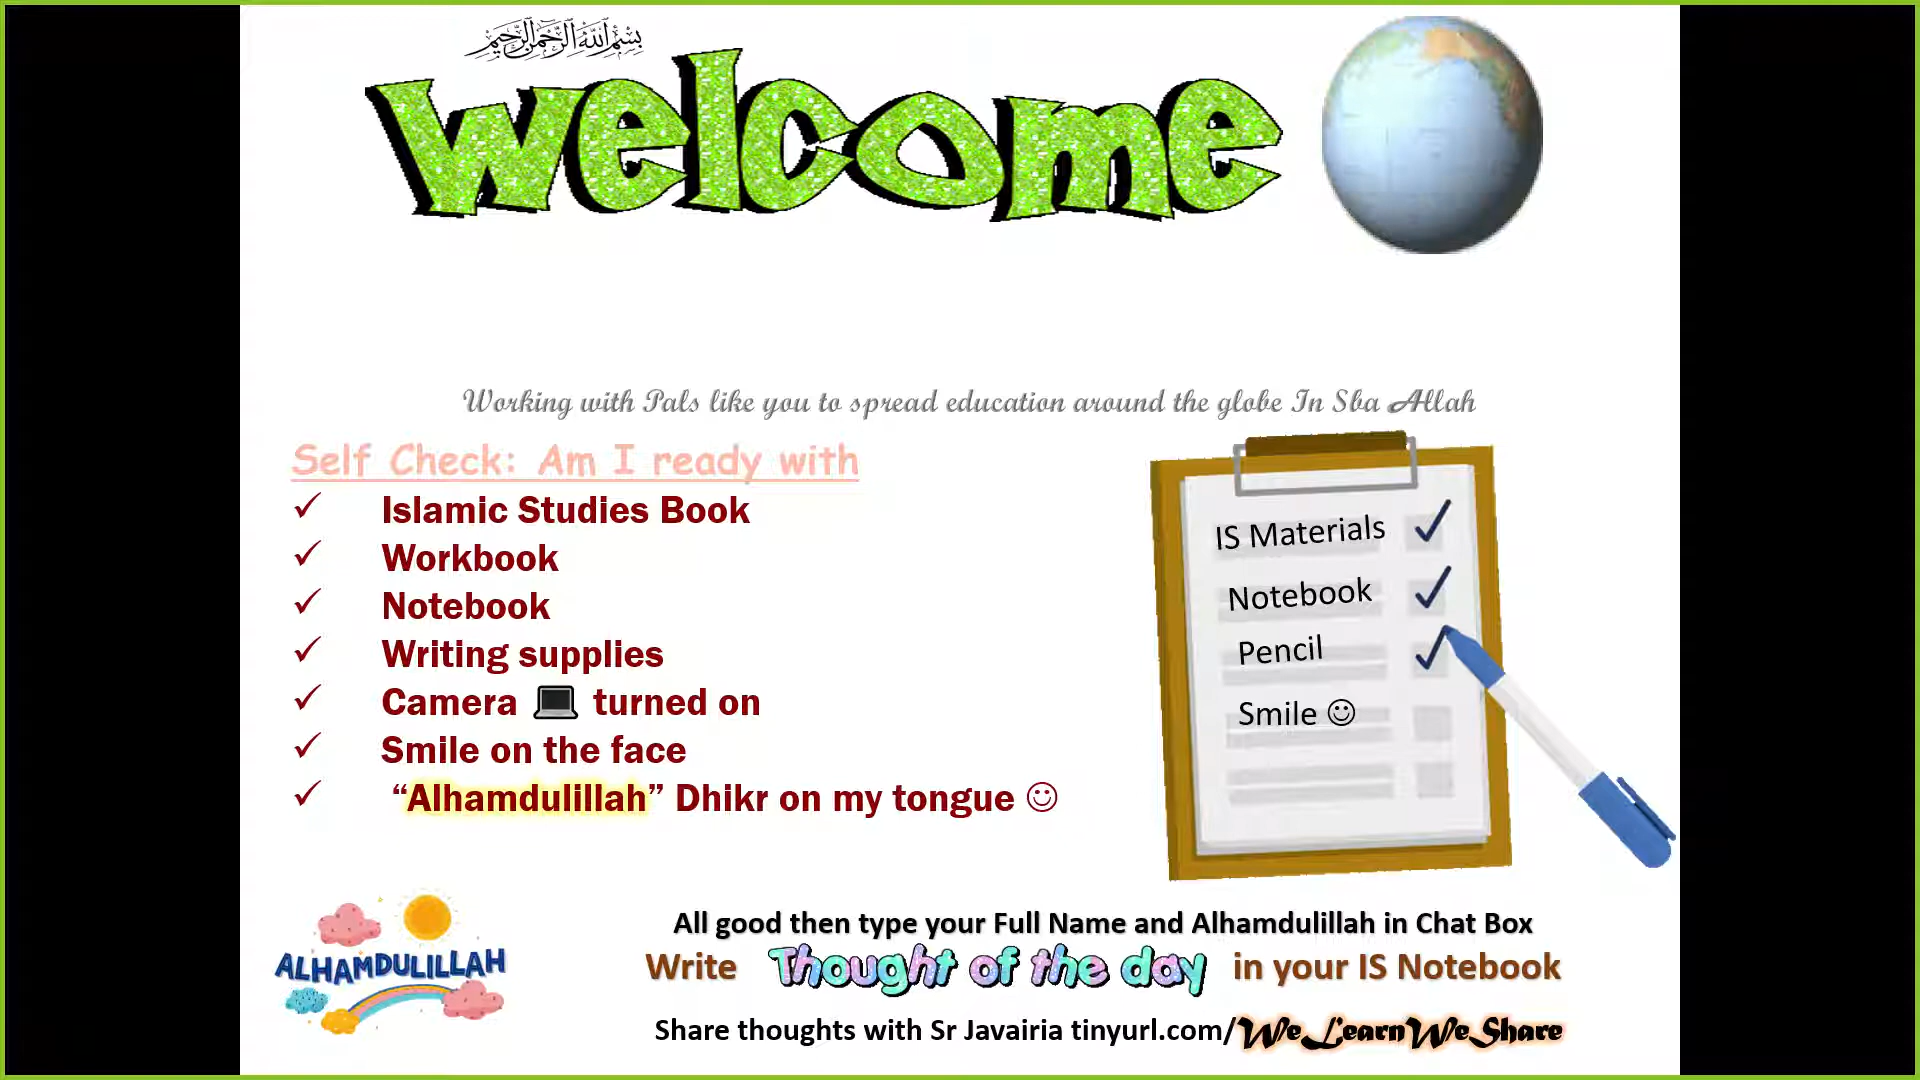 بسم الله الرحمن الرحيم
welcome
Working with Pals like you to spread education around the globe In Sba Allah
Self Check: Am I ready with
✓ Islamic Studies Book
✓ Workbook
✓ Notebook
✓ Writing supplies
✓ Camera 💻 turned on
✓ Smile on the face
✓ “Alhamdulillah” Dhikr on my tongue ☺
IS Materials ✓
Notebook ✓
Pencil ✓
Smile ☺
ALHAMDULILLAH
All good then type your Full Name and Alhamdulillah in Chat Box
Write Thought of the day in your IS Notebook
Share thoughts with Sr Javairia tinyurl.com/WeLearnWeShare